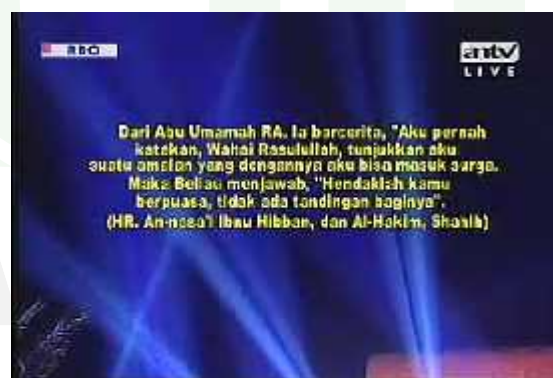 BBO
antv
LIVE
Dari Abu Umamah RA. Ia bercerita, "Aku pernah
katakan, Wahai Rasulullah, tunjukkan aku
suatu amalan yang dengannya aku bisa masuk surga.
Maka Beliau menjawab, "Hendaklah kamu
berpuasa, tidak ada tandingan baginya".
(HR. An-nasa'i Ibnu Hibban, dan Al-Hakim, Shahih)